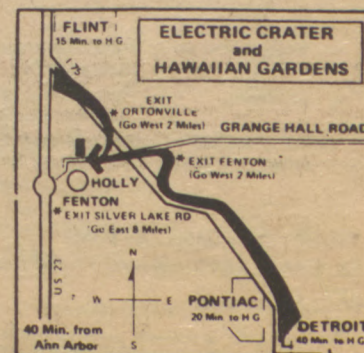 FLINT
15 Min. to H G
ELECTRIC CRATER
and
HAWAIIAN GARDENS
I 75
EXIT
* ORTONVILLE
(Go West 2 Miles)
GRANGE HALL ROAD
* EXIT FENTON
(Go West 2 Miles)
HOLLY
FENTON
* EXIT SILVER LAKE RD
(Go East 8 Miles)
US 23
N
W E
S
PONTIAC
20 Min. to H G
DETROIT
40 Min. to H G
40 Min. from
Ann Arbor